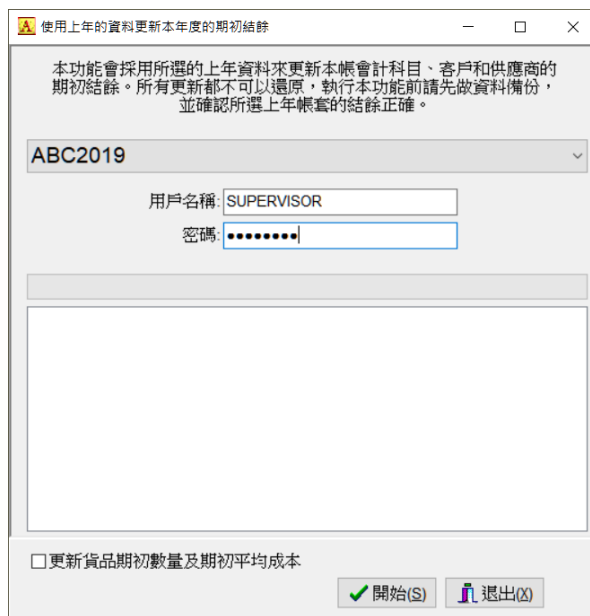 使用上年的資料更新本年度的期初結餘
本功能會採用所選的上年資料來更新本帳會計科目、客戶和供應商的
期初結餘。所有更新都不可以還原，執行本功能前請先做資料備份，
並確認所選上年帳套的結餘正確。
ABC2019
用戶名稱: SUPERVISOR
密碼: ●●●●●●●●
更新貨品期初數量及期初平均成本
開始(S) 退出(X)